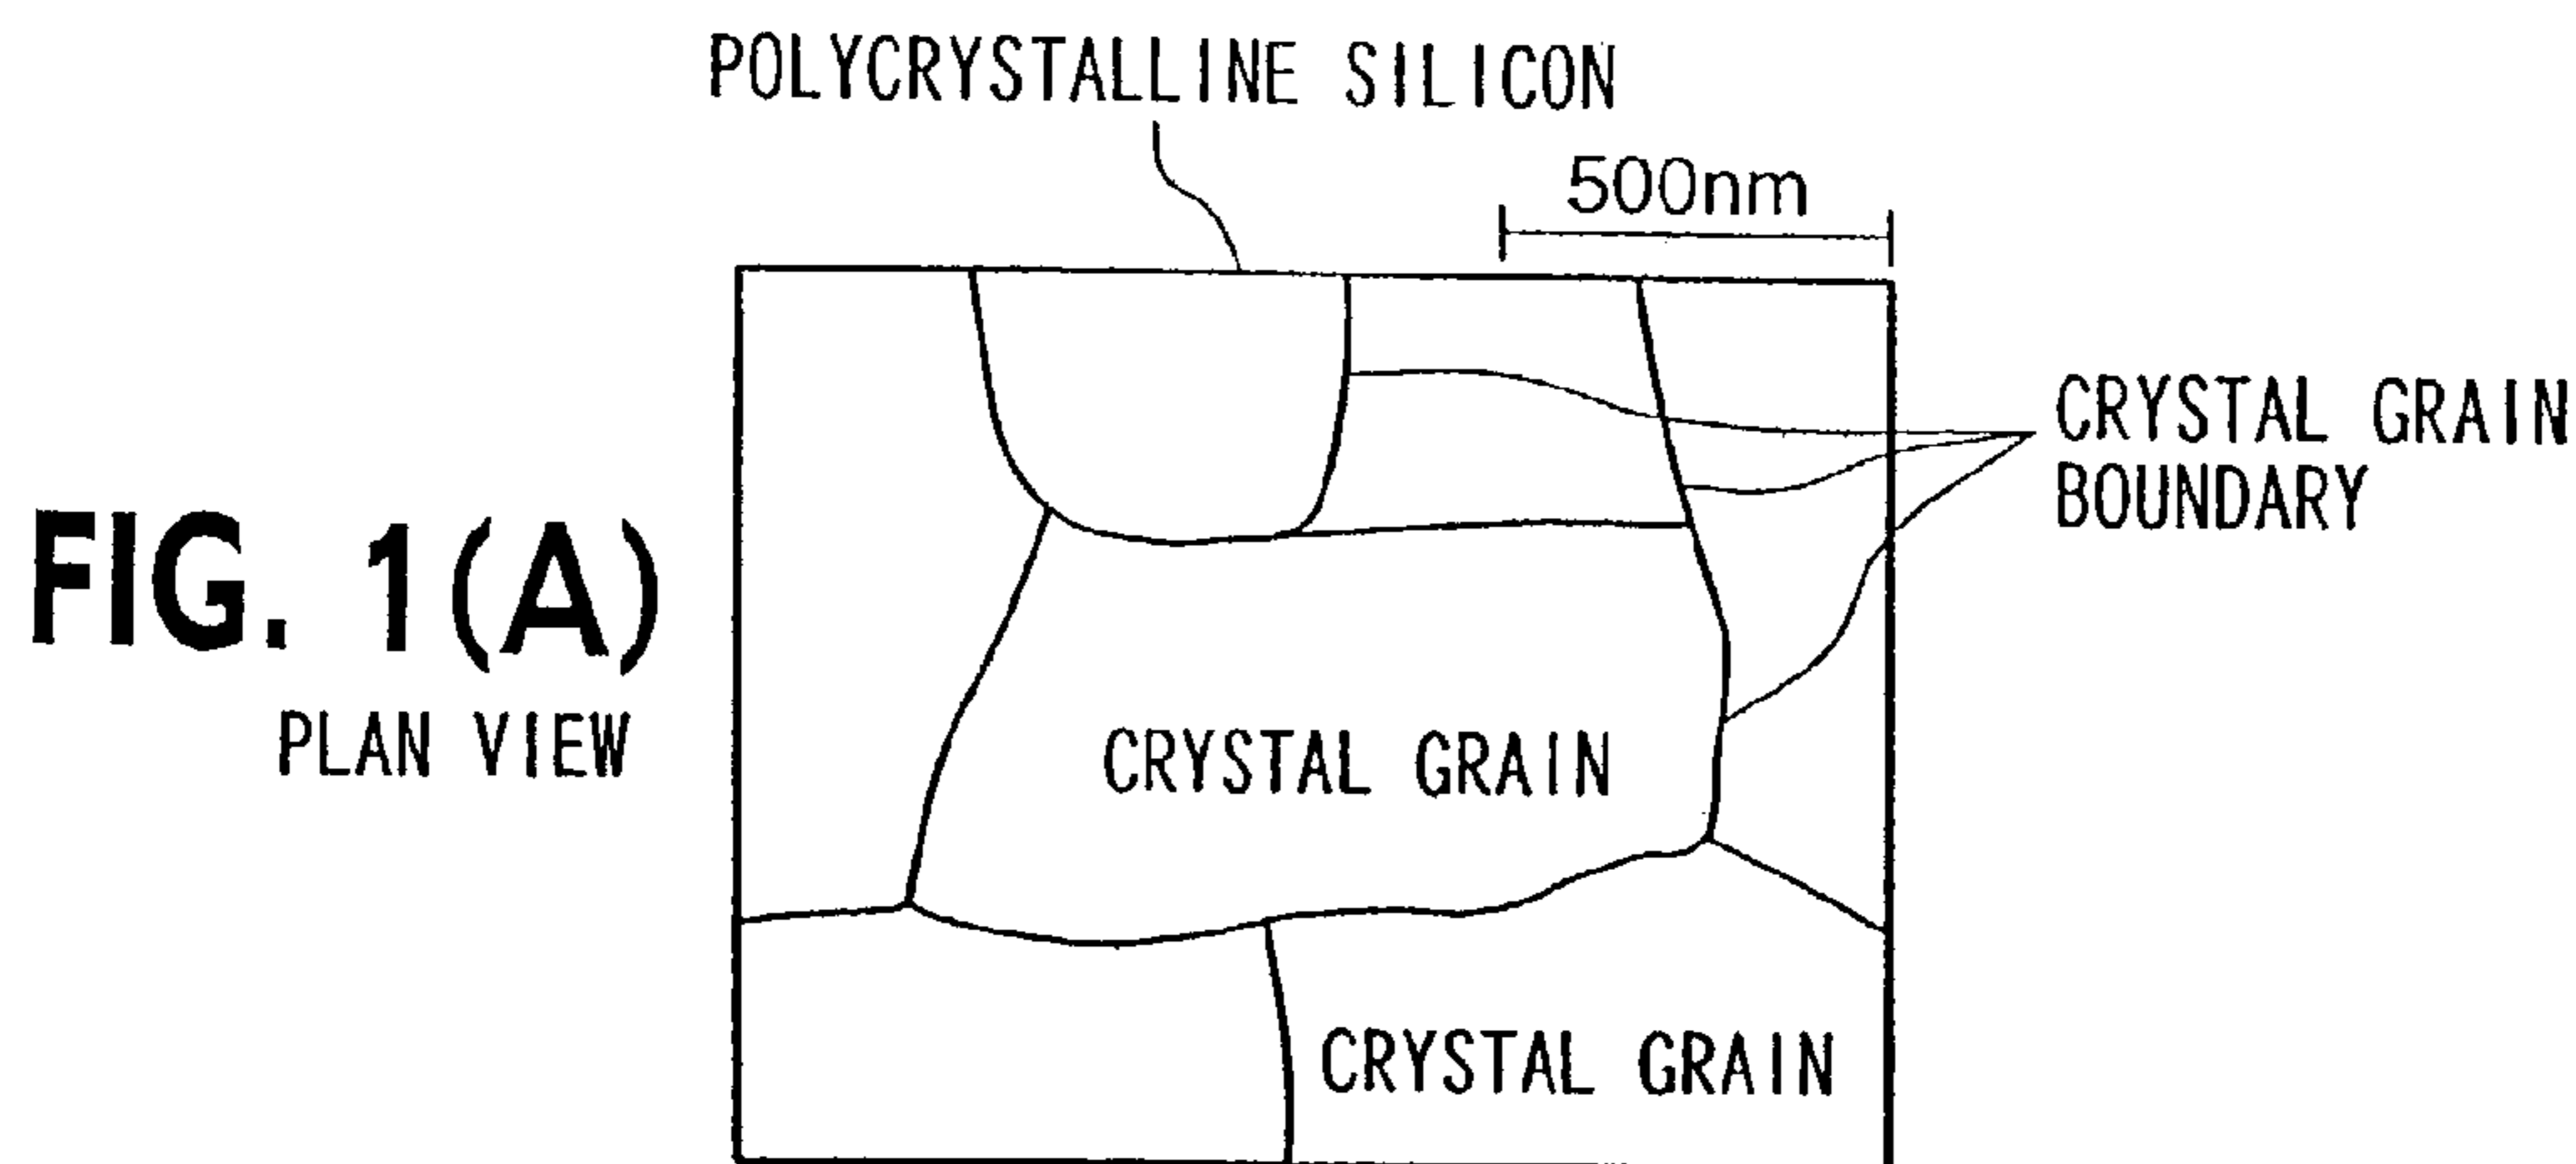 POLYCRYSTALLINE SILICON
500nm
CRYSTAL GRAIN
BOUNDARY
FIG. 1(A)
PLAN VIEW
CRYSTAL GRAIN
CRYSTAL GRAIN